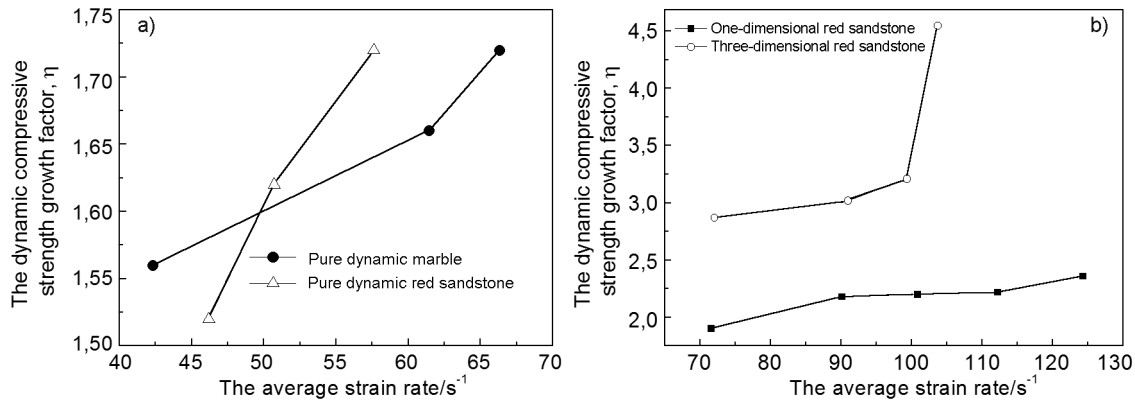 a)
The dynamic compressive
strength growth factor, η
1,75
1,70
1,65
1,60
1,55
1,50
Pure dynamic marble
Pure dynamic red sandstone
40 45 50 55 60 65 70
The average strain rate/s⁻¹
b)
The dynamic compressive
strength growth factor, η
One-dimensional red sandstone
Three-dimensional red sandstone
4,5
4,0
3,5
3,0
2,5
2,0
70 80 90 100 110 120 130
The average strain rate/s⁻¹